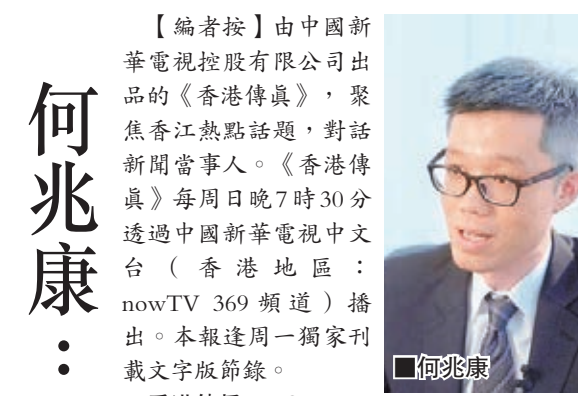 何兆康：
【編者按】由中國新
華電視控股有限公司出
品的《香港傳眞》，聚
焦香江熱點話題，對話
新聞當事人。《香港傳
眞》每周日晚7時30分
透過中國新華電視中文
台（香港地區：
nowTV 369頻道）播
出。本報逢周一獨家刊
載文字版節錄。
■何兆康